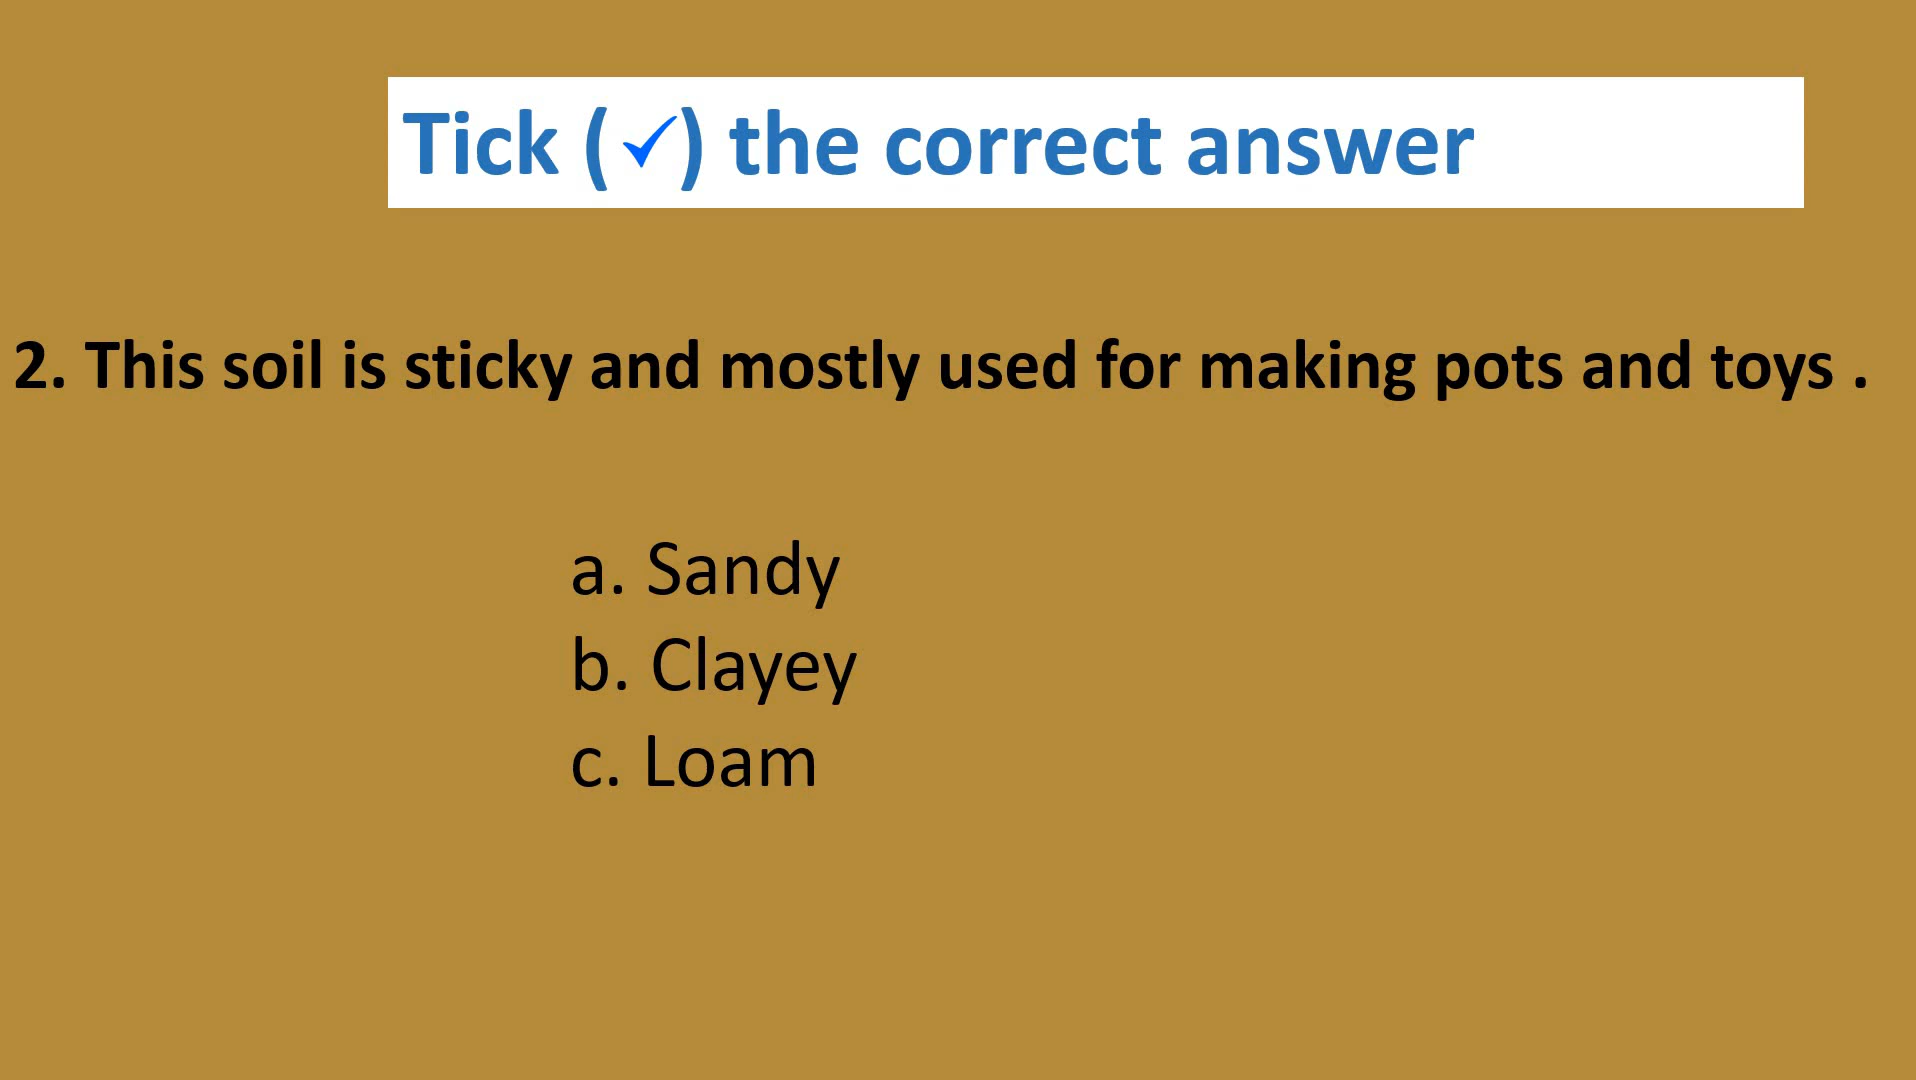 Tick (✓) the correct answer
2. This soil is sticky and mostly used for making pots and toys .
a. Sandy
b. Clayey
c. Loam